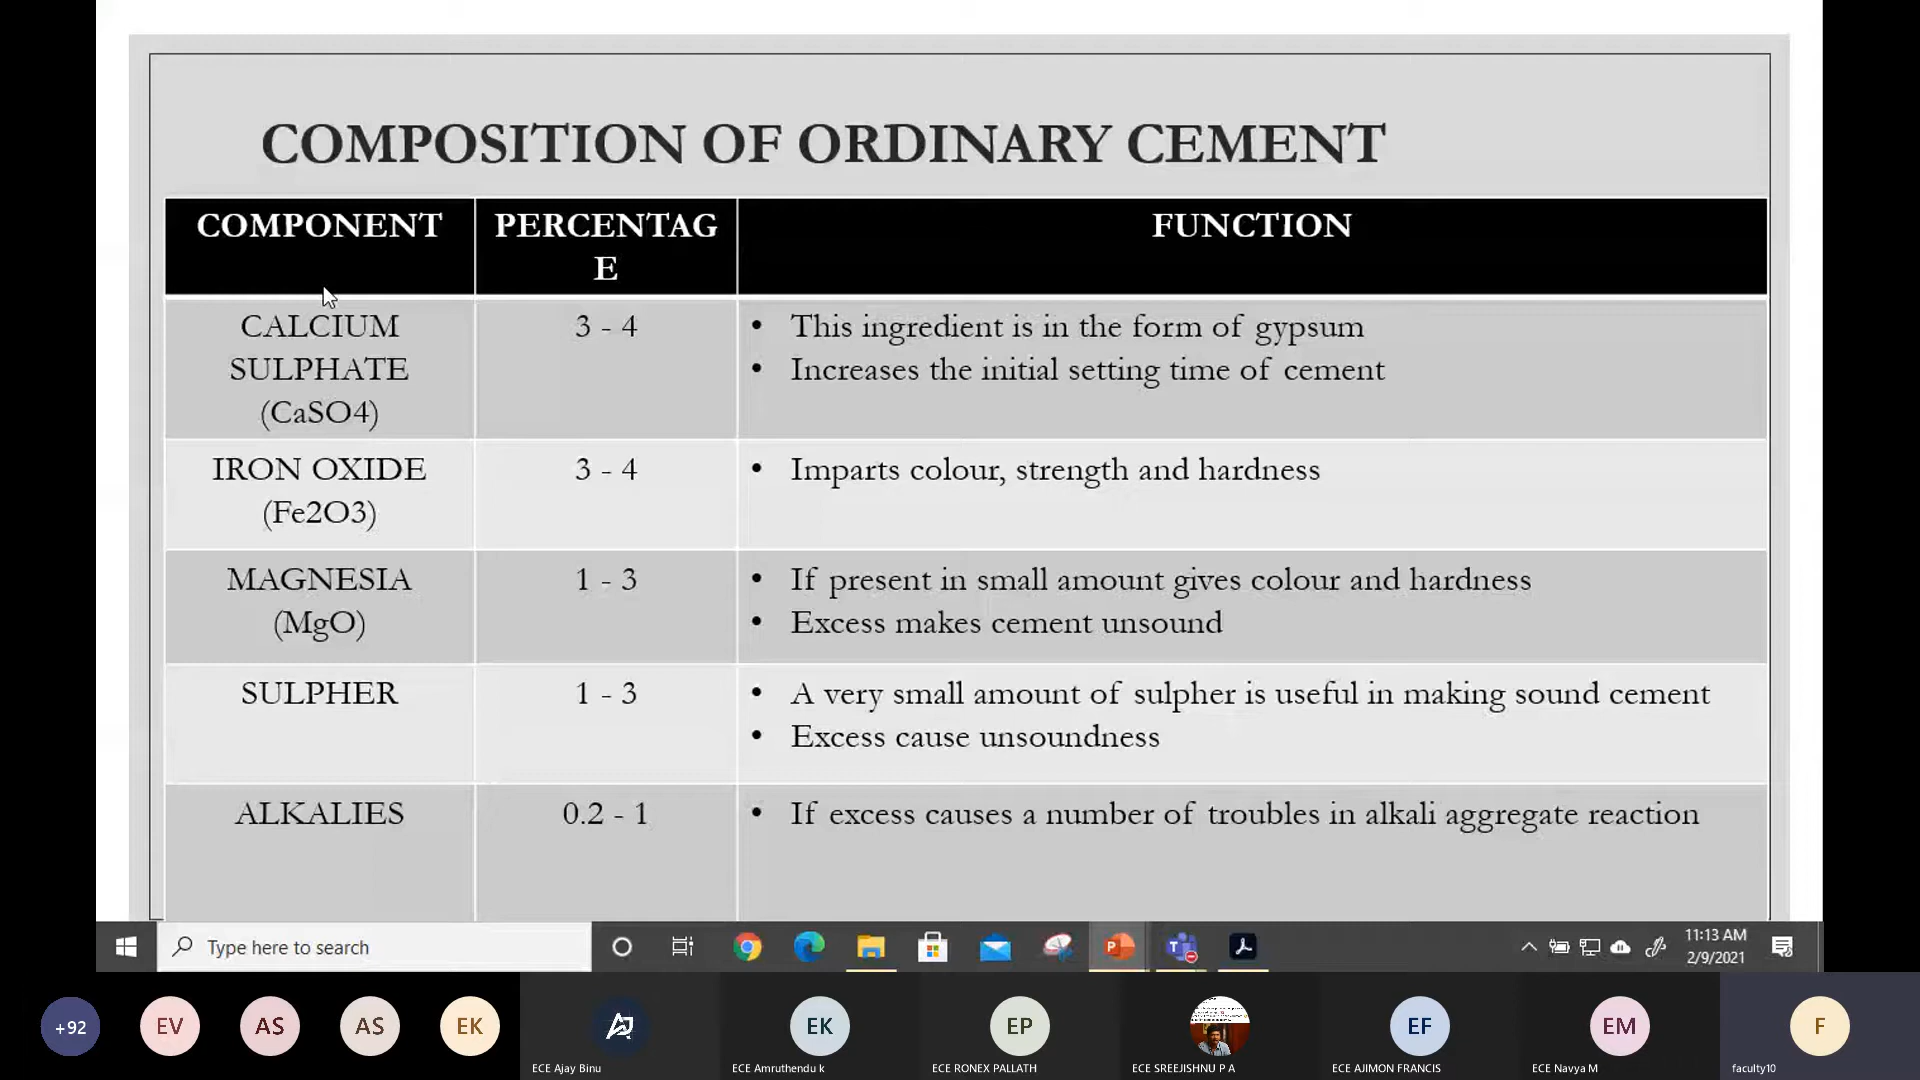 COMPOSITION OF ORDINARY CEMENT
COMPONENT
PERCENTAG
E
FUNCTION
CALCIUM
SULPHATE
(CaSO4)
3 - 4
• This ingredient is in the form of gypsum
• Increases the initial setting time of cement
IRON OXIDE
(Fe2O3)
3 - 4
• Imparts colour, strength and hardness
MAGNESIA
(MgO)
1 - 3
• If present in small amount gives colour and hardness
• Excess makes cement unsound
SULPHER
1 - 3
• A very small amount of sulpher is useful in making sound cement
• Excess cause unsoundness
ALKALIES
0.2 - 1
• If excess causes a number of troubles in alkali aggregate reaction
Type here to search
11:13 AM
2/9/2021
+92
EV
AS
AS
EK
ECE Ajay Binu
EK
ECE Amruthendu k
EP
ECE RONEX PALLATH
ECE SREEJISHNU P A
EF
ECE AJIMON FRANCIS
EM
ECE Navya M
F
faculty10